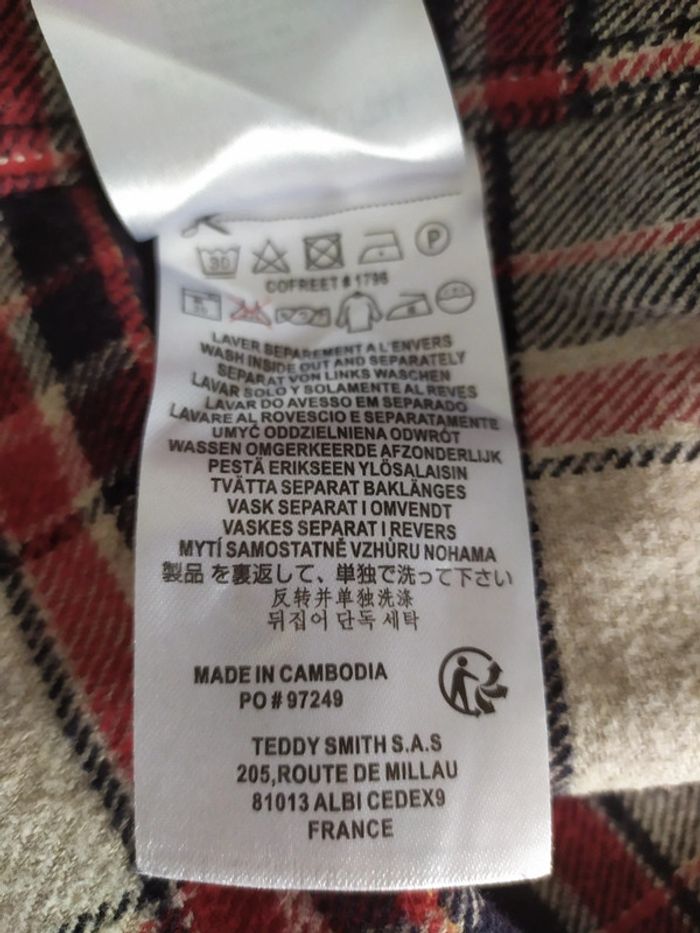 30
P
COFREET # 1796
LAVER SEPAREMENT A L'ENVERS
WASH INSIDE OUT AND SEPARATELY
SEPARAT VON LINKS WASCHEN
LAVAR SOLO Y SOLAMENTE AL REVES
LAVAR DO AVESSO EM SEPARADO
LAVARE AL ROVESCIO E SEPARATAMENTE
UMYĆ ODDZIELNIENA ODWRÓT
WASSEN OMGEKEERDE AFZONDERLIJK
PESTÄ ERIKSEEN YLÖSALAISIN
TVÄTTA SEPARAT BAKLÄNGES
VASK SEPARAT I OMVENDT
VASKES SEPARAT I REVERS
MYTÍ SAMOSTATNĚ VZHŮRU NOHAMA
製品 を裏返して、単独で洗って下さい
反转并单独洗涤
뒤집어 단독 세탁
MADE IN CAMBODIA
PO # 97249
TEDDY SMITH S.A.S
205,ROUTE DE MILLAU
81013 ALBI CEDEX9
FRANCE